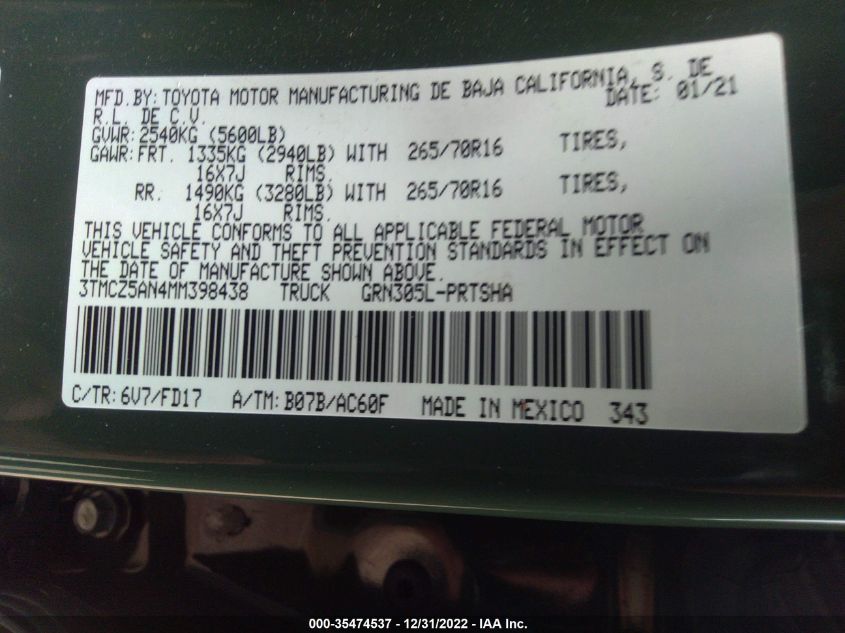 MFD.BY: TOYOTA MOTOR MANUFACTURING DE BAJA CALIFORNIA, S. DE
R.L. DE C.V. DATE: 01/21
GVWR:2540KG (5600LB)
GAWR:FRT. 1335KG (2940LB) WITH 265/70R16 TIRES,
16X7J RIMS.
RR. 1490KG (3280LB) WITH 265/70R16 TIRES,
16X7J RIMS.
THIS VEHICLE CONFORMS TO ALL APPLICABLE FEDERAL MOTOR
VEHICLE SAFETY AND THEFT PREVENTION STANDARDS IN EFFECT ON
THE DATE OF MANUFACTURE SHOWN ABOVE.
3TMCZ5AN4MM398438 TRUCK GRN305L-PRTSHA
C/TR:6V7/FD17 A/TM:B07B/AC60F MADE IN MEXICO 343
000-35474537 - 12/31/2022 - IAA Inc.